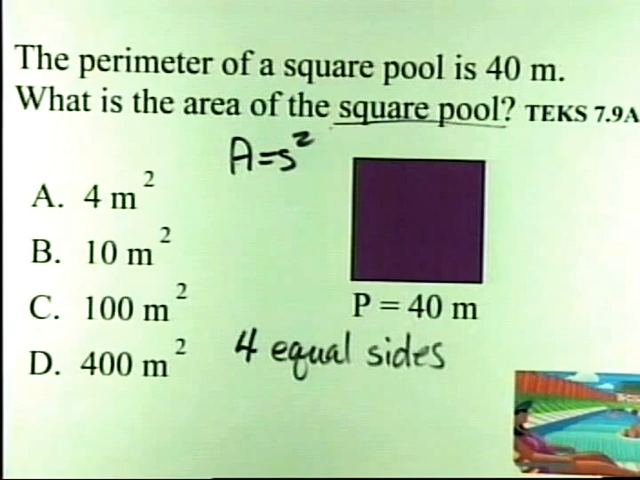 The perimeter of a square pool is 40 m.
What is the area of the square pool? TEKS 7.9A
A=s²
A. 4 m²
B. 10 m²
C. 100 m²
D. 400 m²
P = 40 m
4 equal sides